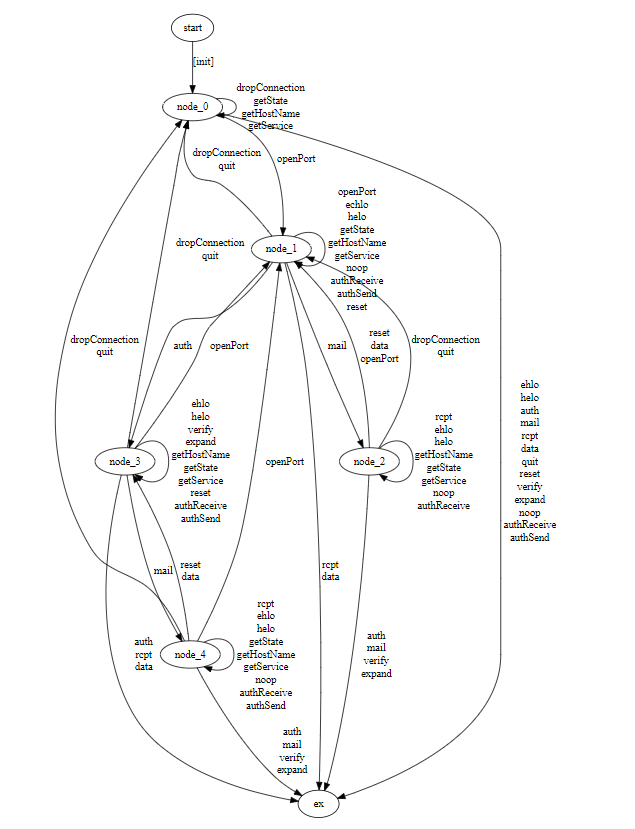 start
[init]
node_0
dropConnection
getState
getHostName
getService
dropConnection
quit
openPort
openPort
echlo
helo
getState
getHostName
getService
noop
authReceive
authSend
reset
node_1
dropConnection
quit
dropConnection
quit
auth
openPort
mail
reset
data
openPort
dropConnection
quit
ehlo
helo
auth
mail
rcpt
data
quit
reset
verify
expand
noop
authReceive
authSend
node_3
ehlo
helo
verify
expand
getHostName
getState
getService
reset
authReceive
authSend
openPort
node_2
rcpt
ehlo
helo
getHostName
getState
getService
noop
authReceive
mail
reset
data
rcpt
data
auth
rcpt
data
node_4
rcpt
ehlo
helo
getState
getHostName
getService
noop
authReceive
authSend
auth
mail
verify
expand
auth
mail
verify
expand
ex